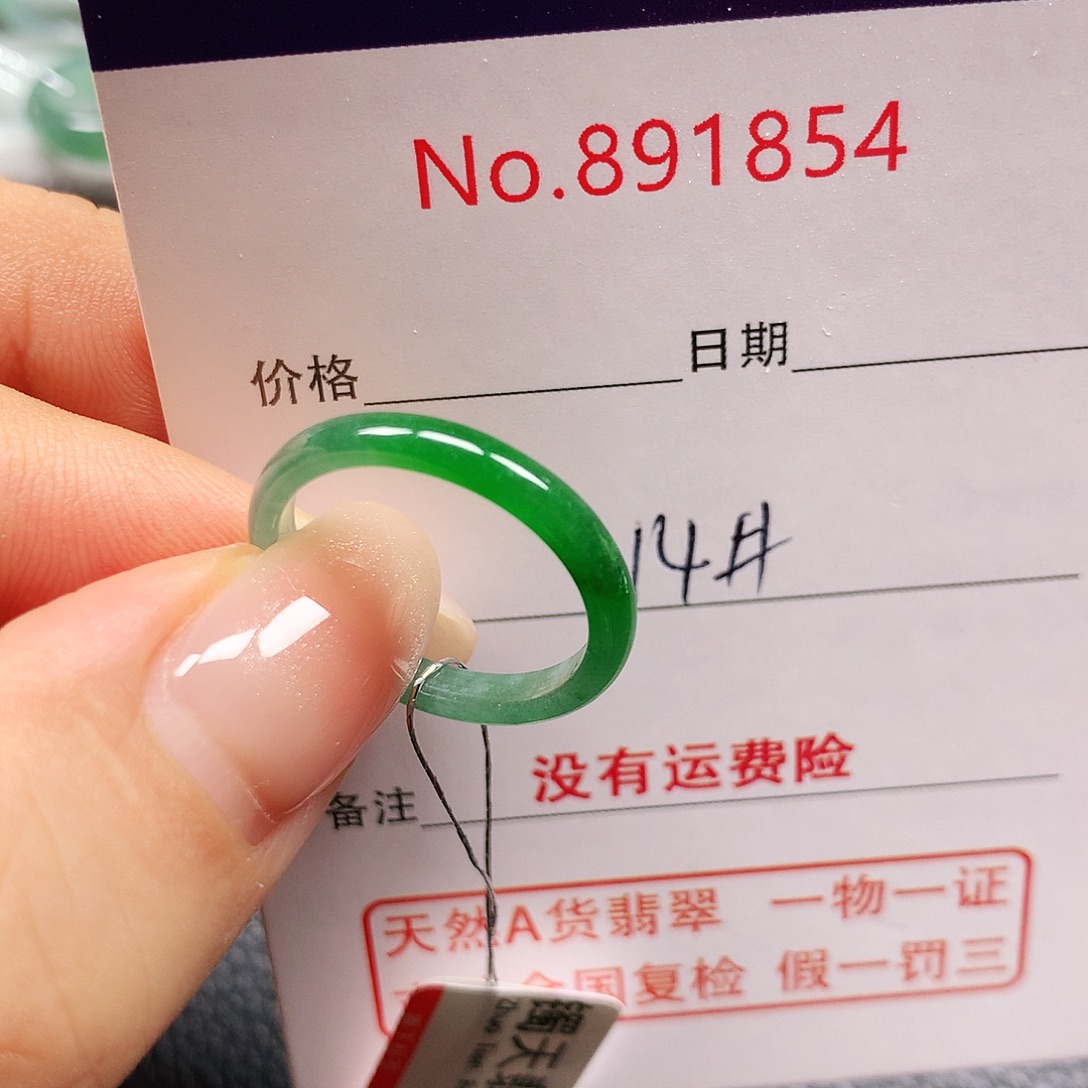 No.891854
价格 日期
14#
没有运费险
备注
天然A货翡翠 一物一证
全国复检 假一罚三